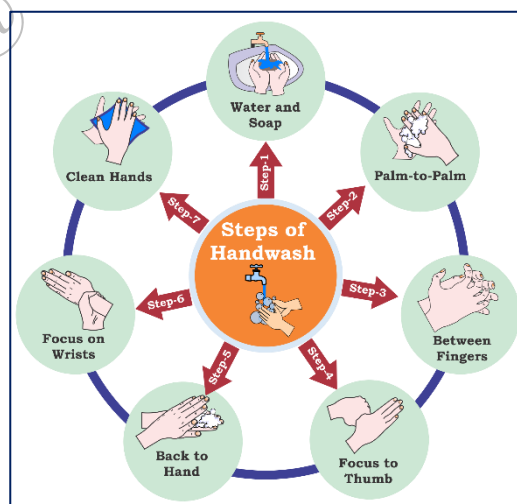 Steps of
Handwash
Step-1
Water and
Soap
Step-2
Palm-to-Palm
Step-3
Between
Fingers
Step-4
Focus to
Thumb
Step-5
Back to
Hand
Step-6
Focus on
Wrists
Step-7
Clean Hands